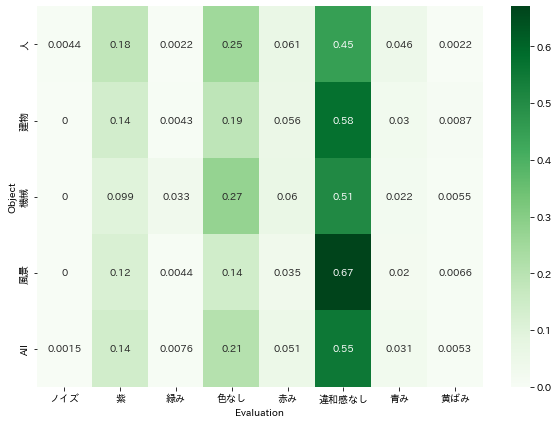 人 0.0044 0.18 0.0022 0.25 0.061 0.45 0.046 0.0022
建物 0 0.14 0.0043 0.19 0.056 0.58 0.03 0.0087
機械 0 0.099 0.033 0.27 0.06 0.51 0.022 0.0055
風景 0 0.12 0.0044 0.14 0.035 0.67 0.02 0.0066
All 0.0015 0.14 0.0076 0.21 0.051 0.55 0.031 0.0053
Object
ノイズ 紫 緑み 色なし 赤み 違和感なし 青み 黄ばみ
Evaluation
0.6
0.5
0.4
0.3
0.2
0.1
0.0